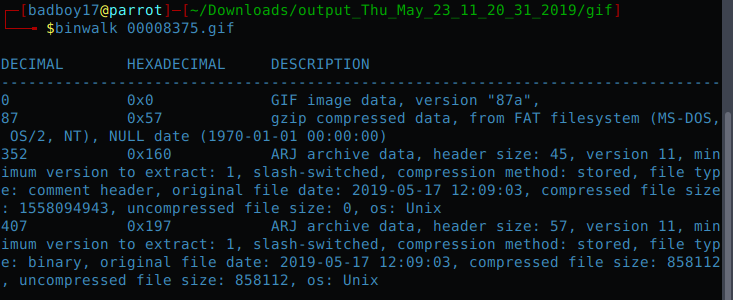 ┌─[badboy17@parrot]─[~/Downloads/output_Thu_May_23_11_20_31_2019/gif]
└──╼ $binwalk 00008375.gif
DECIMAL       HEXADECIMAL     DESCRIPTION
--------------------------------------------------------------------------------
0             0x0             GIF image data, version "87a",
87            0x57            gzip compressed data, from FAT filesystem (MS-DOS,
 OS/2, NT), NULL date (1970-01-01 00:00:00)
352           0x160           ARJ archive data, header size: 45, version 11, min
imum version to extract: 1, slash-switched, compression method: stored, file typ
e: comment header, original file date: 2019-05-17 12:09:03, compressed file size
: 1558094943, uncompressed file size: 0, os: Unix
407           0x197           ARJ archive data, header size: 57, version 11, min
imum version to extract: 1, slash-switched, compression method: stored, file typ
e: binary, original file date: 2019-05-17 12:09:03, compressed file size: 858112
, uncompressed file size: 858112, os: Unix